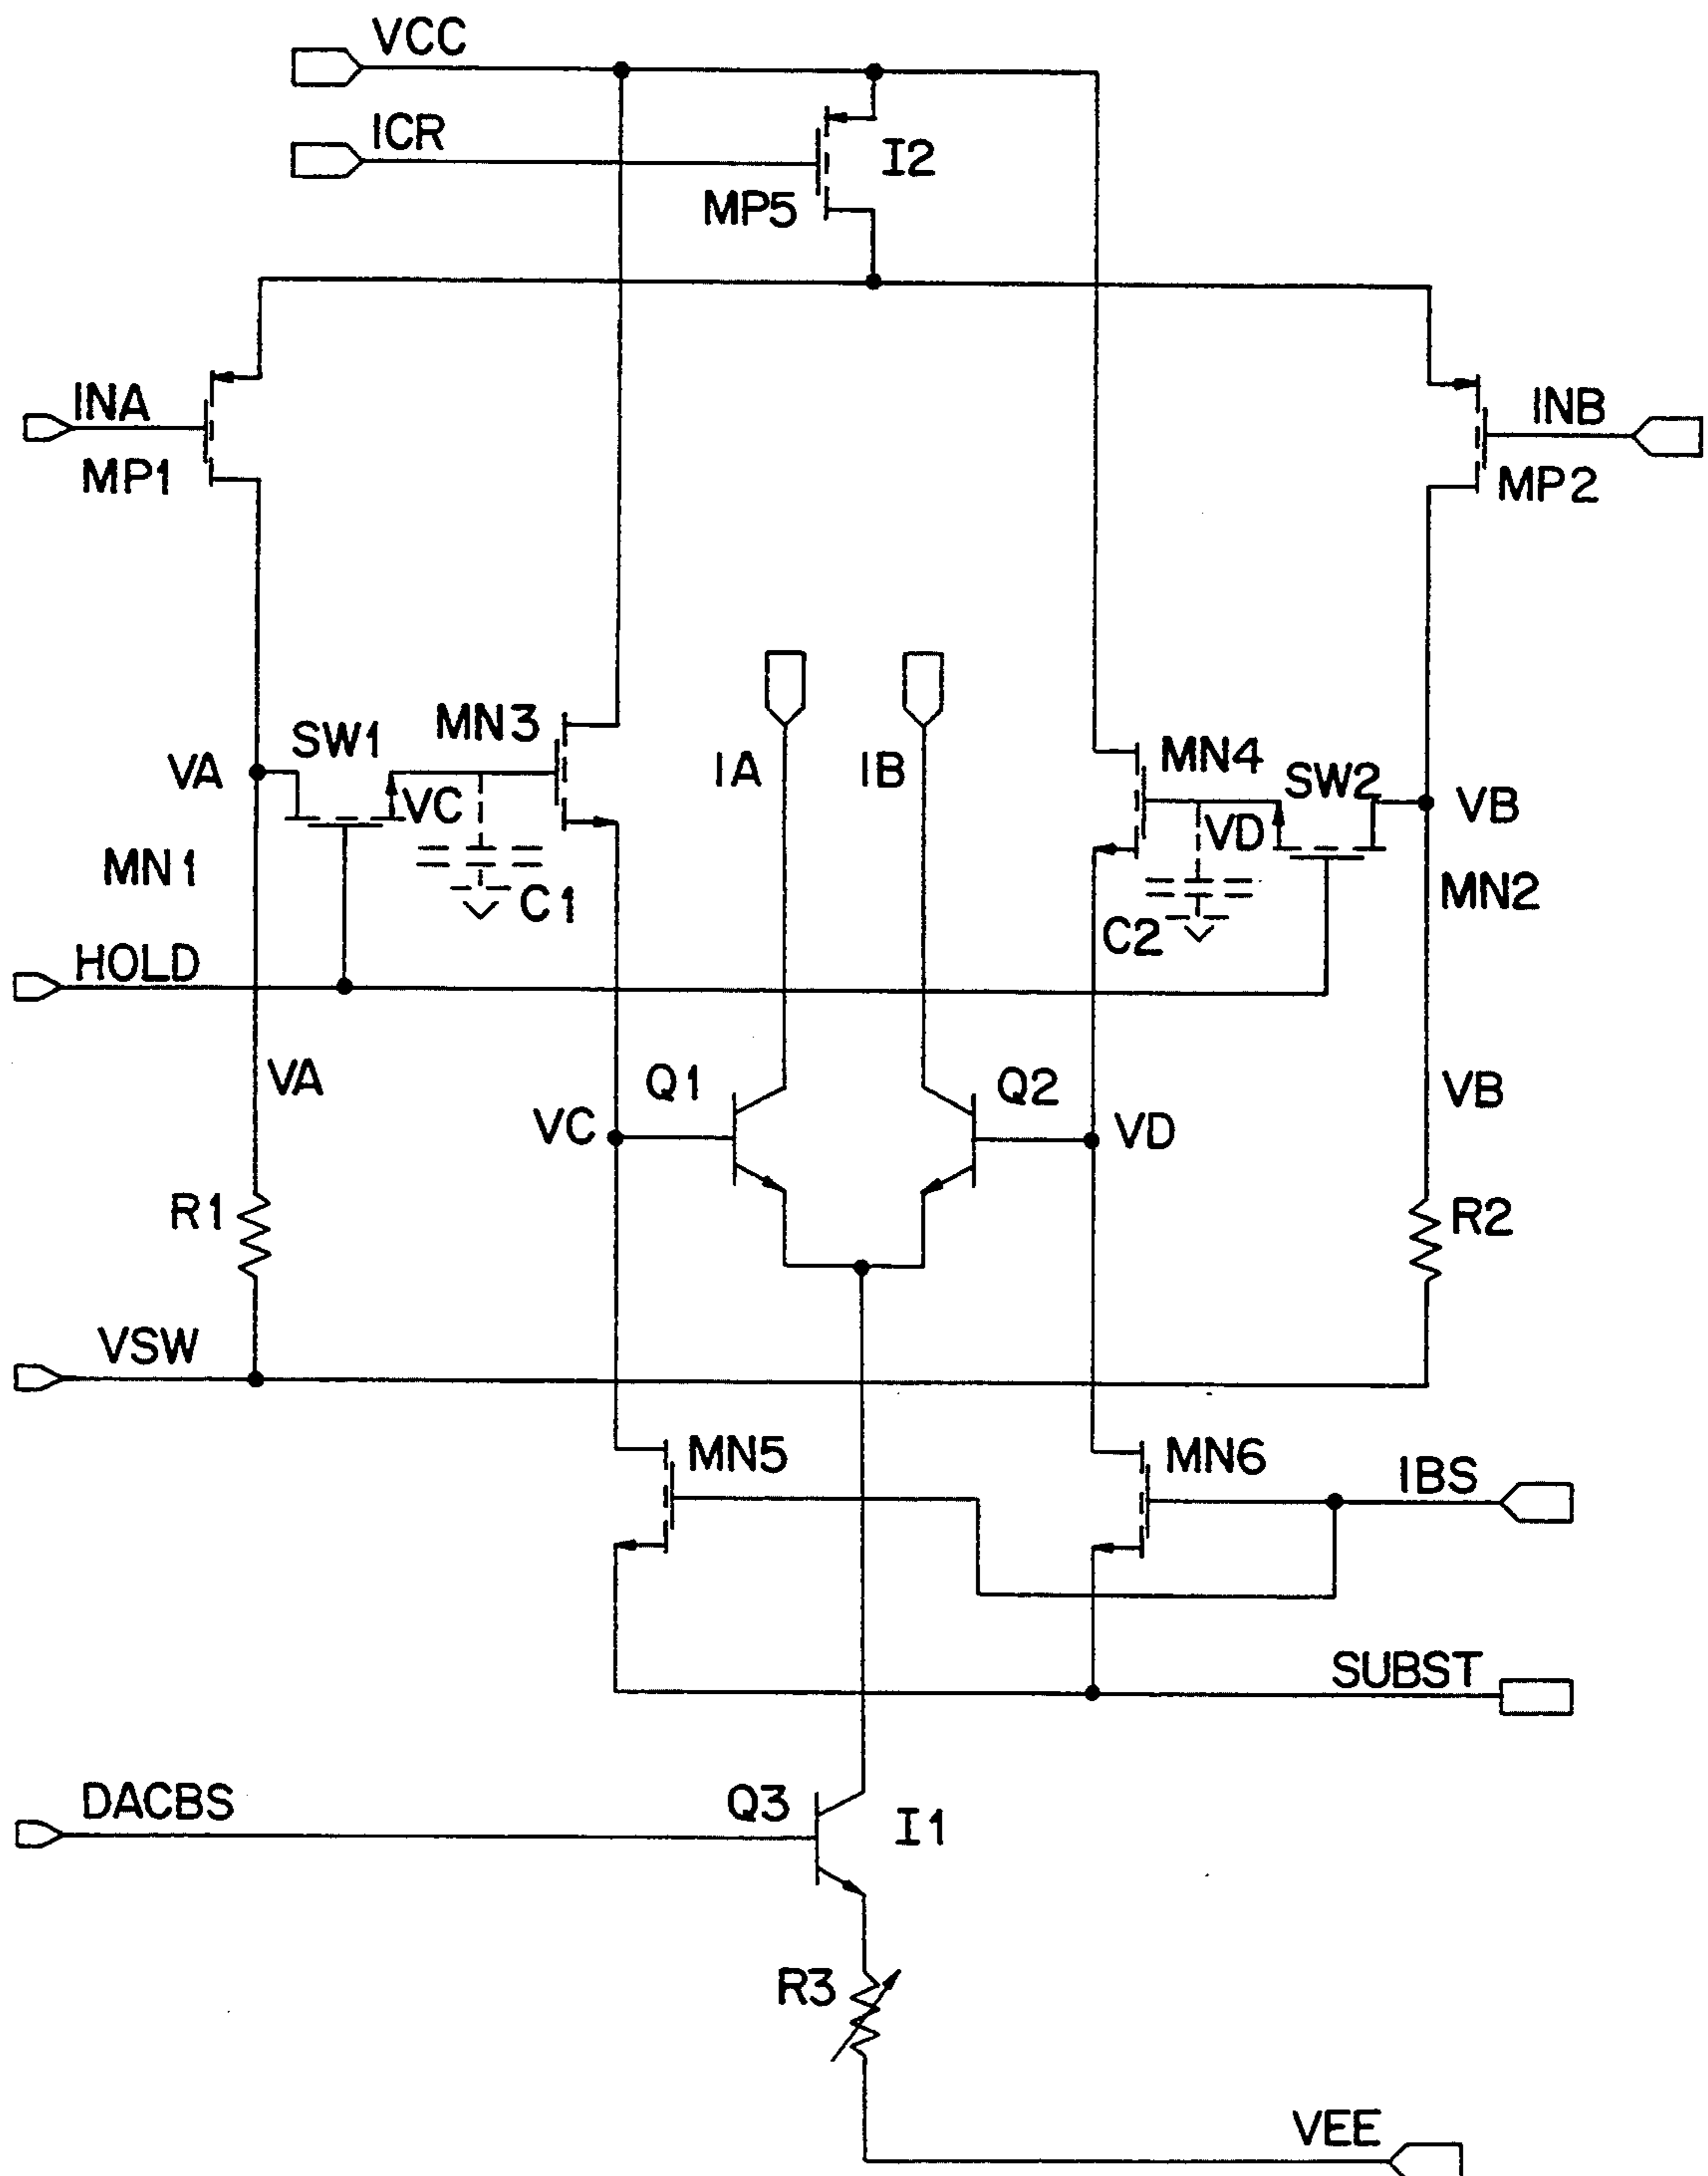 VCC
ICR
I2
MP5
INA
INB
MP1
MP2
MN3
SW1
IA
IB
MN4
SW2
VA
VC
VD
VB
MN1
C1
MN2
C2
HOLD
VA
Q1
Q2
VB
VC
VD
R1
R2
VSW
MN5
MN6
IBS
SUBST
DACBS
Q3
I1
R3
VEE